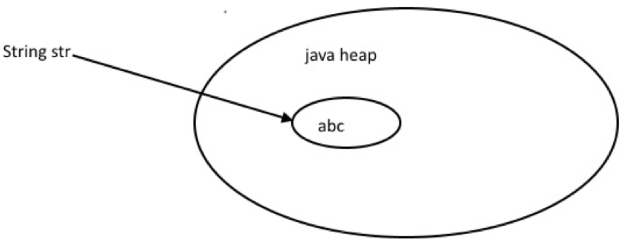 java heap
String str
abc